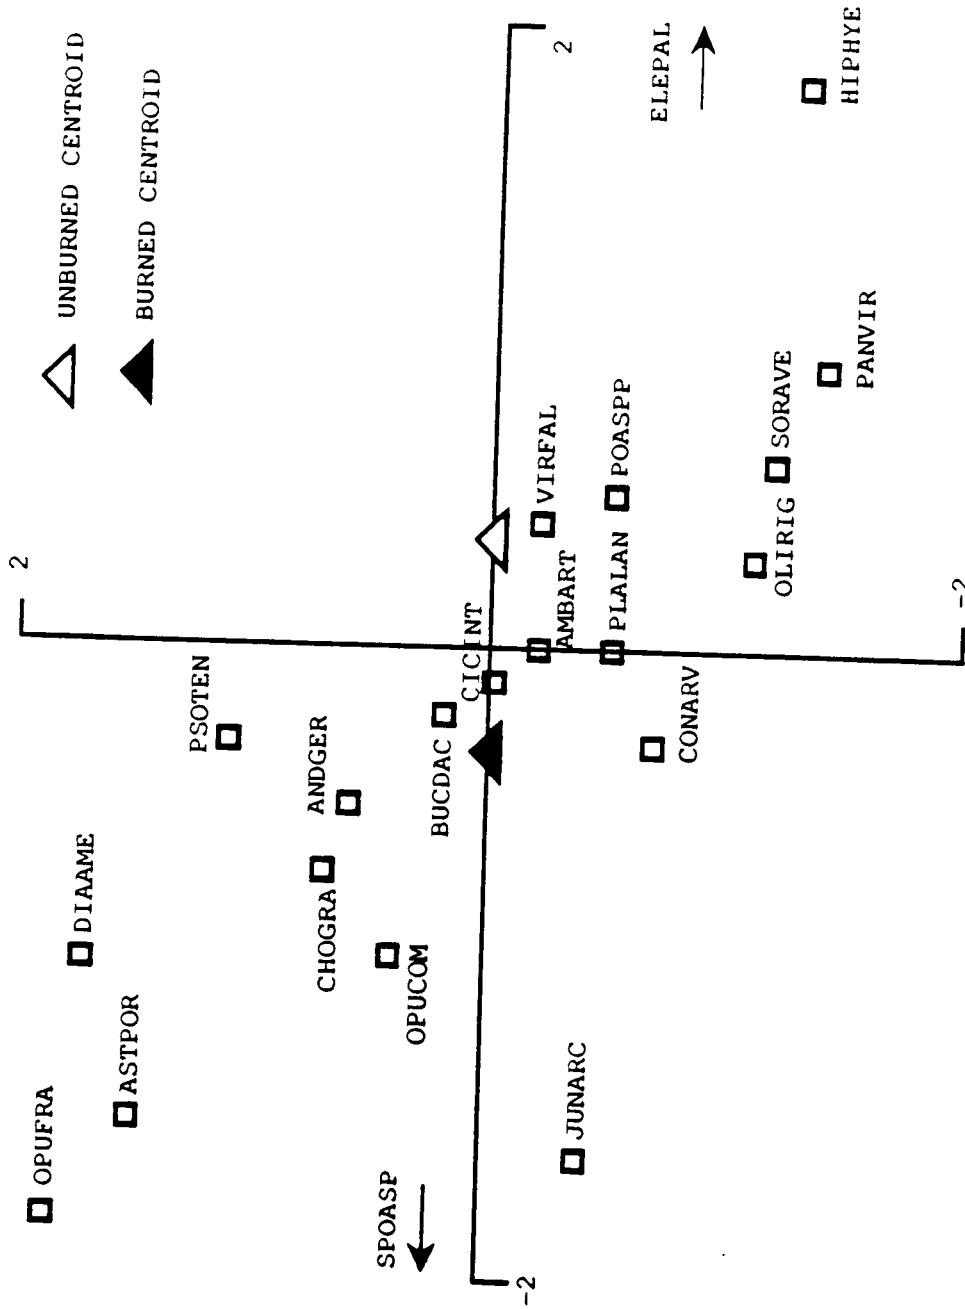 2
UNBURNED CENTROID
BURNED CENTROID
OPUFRA
DIAAME
ASTPOR
PSOTEN
ANDGER
CHOGRA
OPUCOM
BUCDAC
CICINT
SPOASP
-2
2
ELEPAL
VIRFAL
AMBART
POASPP
PLALAN
JUNARC
CONARV
OLIRIG
SORAVE
PANVIR
HIPHYE
-2